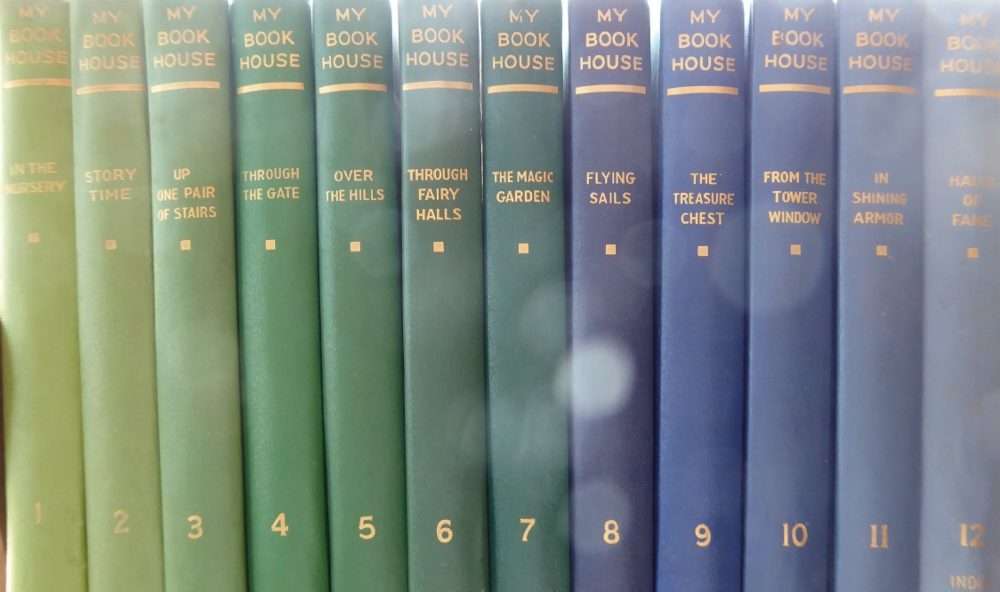 MY
BOOK
HOUSE
IN THE
NURSERY
1
MY
BOOK
HOUSE
STORY
TIME
2
MY
BOOK
HOUSE
UP
ONE PAIR
OF STAIRS
3
MY
BOOK
HOUSE
THROUGH
THE GATE
4
MY
BOOK
HOUSE
OVER
THE HILLS
5
MY
BOOK
HOUSE
THROUGH
FAIRY
HALLS
6
MY
BOOK
HOUSE
THE MAGIC
GARDEN
7
MY
BOOK
HOUSE
FLYING
SAILS
8
MY
BOOK
HOUSE
THE
TREASURE
CHEST
9
MY
BOOK
HOUSE
FROM THE
TOWER
WINDOW
10
MY
BOOK
HOUSE
IN
SHINING
ARMOR
11
MY
BOOK
HOUSE
OF
12